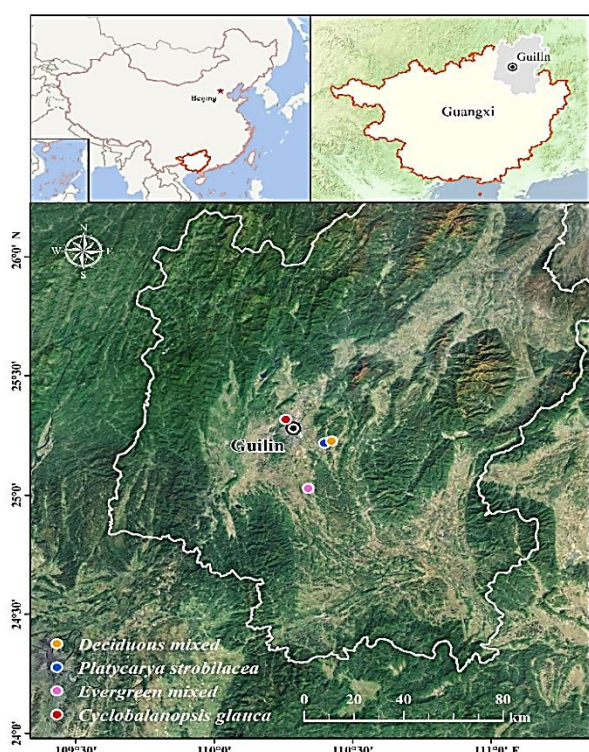 Beijing
Guilin
Guangxi
N
W E
S
26°0' N
25°30'
25°0'
24°30'
24°0'
Guilin
Deciduous mixed
Platycarya strobilacea
Evergreen mixed
Cyclobalanopsis glauca
0 20 40 60 80
km
109°30' 110°0' 110°30' 111°0' E